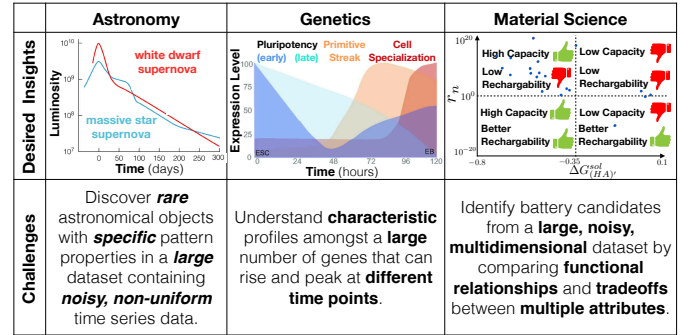 Astronomy
Genetics
Material Science
Desired Insights
Luminosity
10^10
10^9
10^8
10^7
white dwarf
supernova
massive star
supernova
-50 0 50 100 150 200 250 300
Time (days)
Expression Level
100
75
50
25
0
Pluripotency
(early) (late)
Primitive
Streak
Cell
Specialization
ESC
EB
0 24 48 72 96 120
Time (hours)
r_n
10^20
10^0
10^-20
High Capacity
Low
Rechargability
Low Capacity
Low
Rechargability
High Capacity
Better
Rechargability
Low Capacity
Better
Rechargability
-0.8 -0.35 0.1
ΔG^sol_(HA)'
Challenges
Discover rare
astronomical objects
with specific pattern
properties in a large
dataset containing
noisy, non-uniform
time series data.
Understand characteristic
profiles amongst a large
number of genes that can
rise and peak at different
time points.
Identify battery candidates
from a large, noisy,
multidimensional dataset by
comparing functional
relationships and tradeoffs
between multiple attributes.